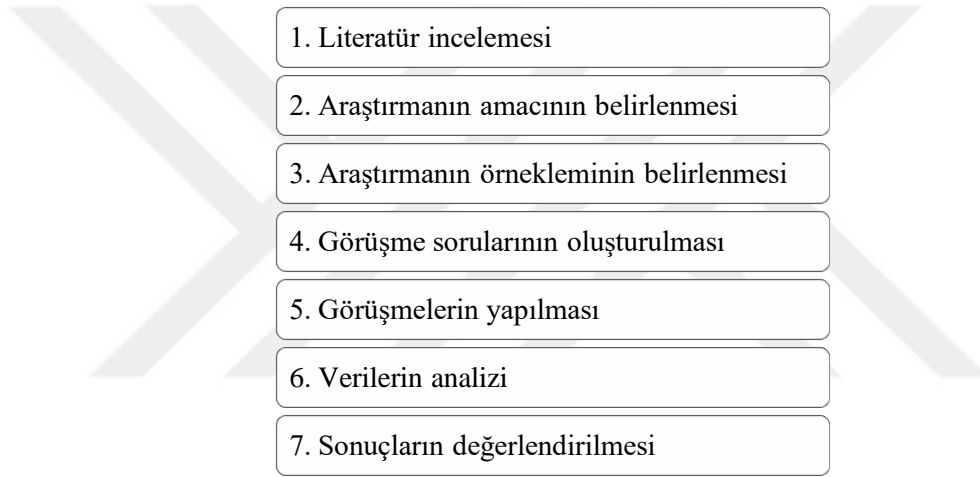 1. Literatür incelemesi
2. Araştırmanın amacının belirlenmesi
3. Araştırmanın örnekleminin belirlenmesi
4. Görüşme sorularının oluşturulması
5. Görüşmelerin yapılması
6. Verilerin analizi
7. Sonuçların değerlendirilmesi